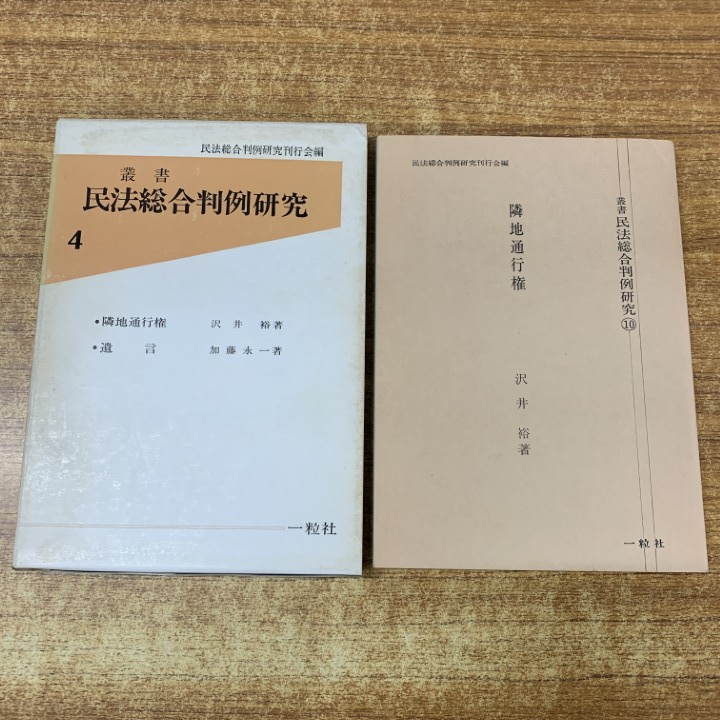 民法総合判例研究刊行会編
叢書
民法総合判例研究
4
•隣地通行権 沢井 裕著
•遺言 加藤永一著
一粒社
民法綜合判例研究刊行会編
叢書 民法総合判例研究⑩
隣地通行権
沢井 裕著
一粒社